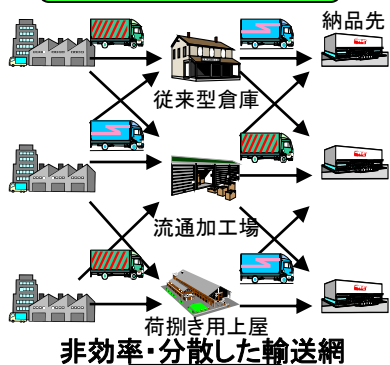 納品先
従来型倉庫
流通加工場
荷捌き用上屋
非効率・分散した輸送網